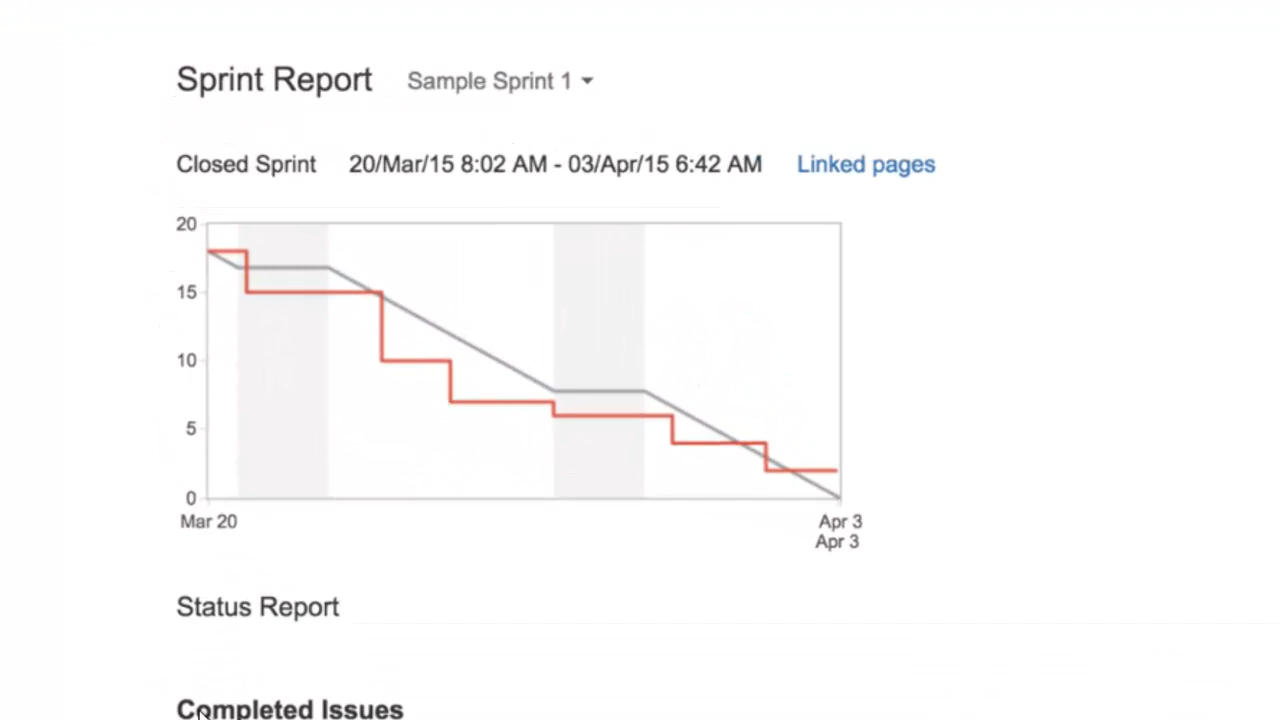 Sprint Report Sample Sprint 1
Closed Sprint 20/Mar/15 8:02 AM - 03/Apr/15 6:42 AM Linked pages
20
15
10
5
0
Mar 20 Apr 3
Apr 3
Status Report
Completed Issues